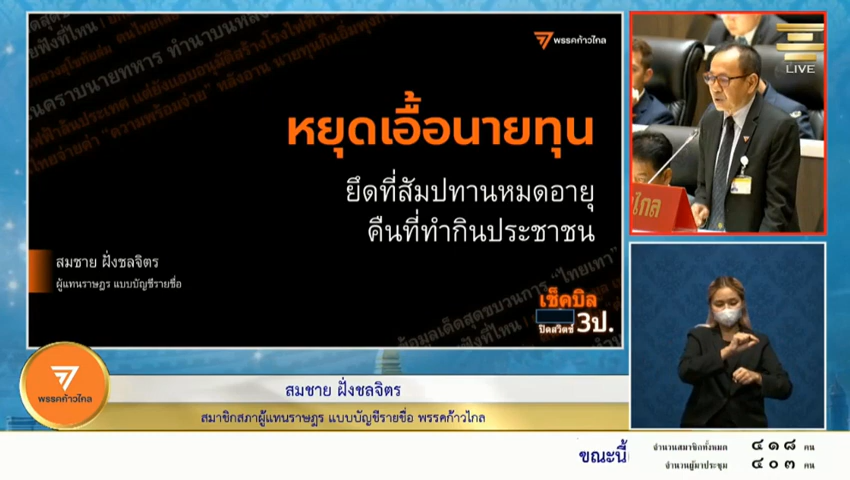 พรรคก้าวไกล
หยุดเอื้อนายทุน
ยึดที่สัมปทานหมดอายุ
คืนที่ทำกินประชาชน
สมชาย ฝั่งชลจิตร
ผู้แทนราษฎร แบบบัญชีรายชื่อ
เช็คบิล
ปิดสวิตช์ 3ป.
LIVE
พรรคก้าวไกล
สมชาย ฝั่งชลจิตร
สมาชิกสภาผู้แทนราษฎร แบบบัญชีรายชื่อ พรรคก้าวไกล
ขณะนี้
จำนวนสมาชิกทั้งหมด ๔๑๘ คน
จำนวนผู้มาประชุม ๔๐๓ คน